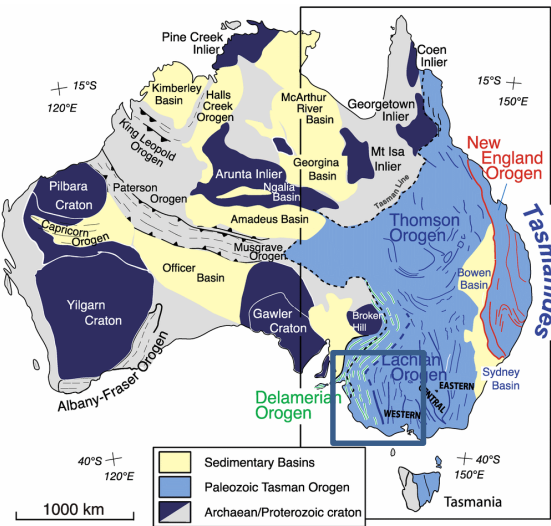 Pine Creek
Inlier
Coen
Inlier
15°S
120°E
15°S
150°E
Kimberley
Basin
Halls
Creek
Orogen
McArthur
River
Basin
Georgetown
Inlier
King Leopold
Orogen
New
England
Orogen
Mt Isa
Inlier
Georgina
Basin
Arunta Inlier
Ngalia
Basin
Tasman Line
Pilbara
Craton
Paterson
Orogen
Capricorn
Orogen
Amadeus Basin
Musgrave
Orogen
Thomson
Orogen
Tasmandes
Officer
Basin
Bowen
Basin
Yilgarn
Craton
Gawler
Craton
Broken
Hill
Lachlan
Orogen
Sydney
Basin
Albany-Fraser Orogen
Delamerian
Orogen
WESTERN
CENTRAL
EASTERN
40°S
120°E
40°S
150°E
Tasmania
Sedimentary Basins
Paleozoic Tasman Orogen
Archaean/Proterozoic craton
1000 km